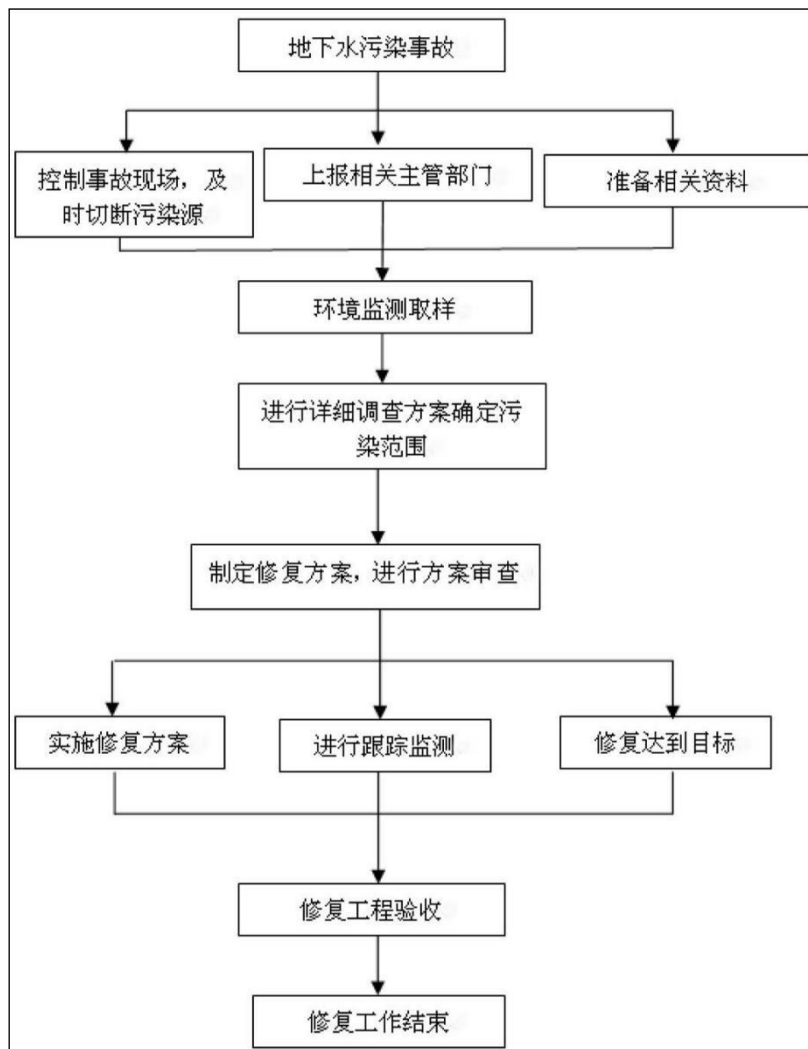 地下水污染事故
控制事故现场，及
时切断污染源
上报相关主管部门
准备相关资料
环境监测取样
进行详细调查方案确定污
染范围
制定修复方案，进行方案审查
实施修复方案
进行跟踪监测
修复达到目标
修复工程验收
修复工作结束